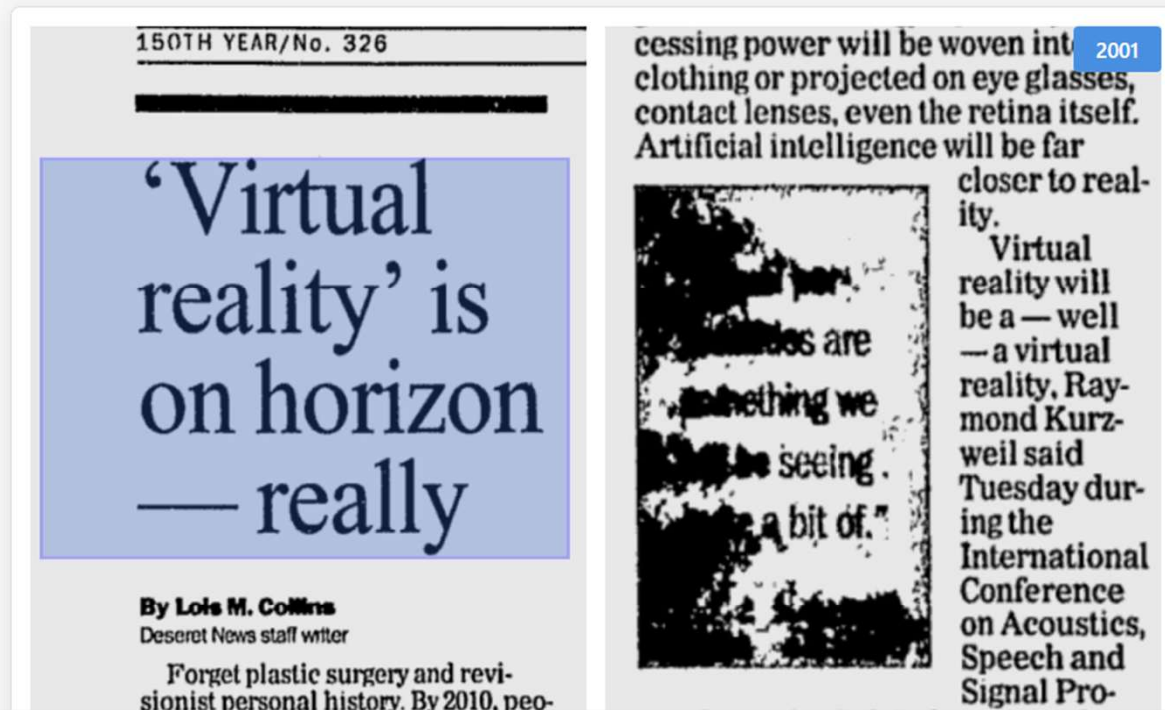 150TH YEAR/No. 326
‘Virtual
reality’ is
on horizon
— really
By Lois M. Collins
Deseret News staff writer
Forget plastic surgery and revi-
sionist personal history. By 2010, peo-
2001
cessing power will be woven into
clothing or projected on eye glasses,
contact lenses, even the retina itself.
Artificial intelligence will be far
closer to real-
ity.
Virtual
reality will
be a — well
— a virtual
reality, Ray-
mond Kurz-
weil said
Tuesday dur-
ing the
International
Conference
on Acoustics,
Speech and
Signal Pro-
are
something we
seeing
a bit of.”